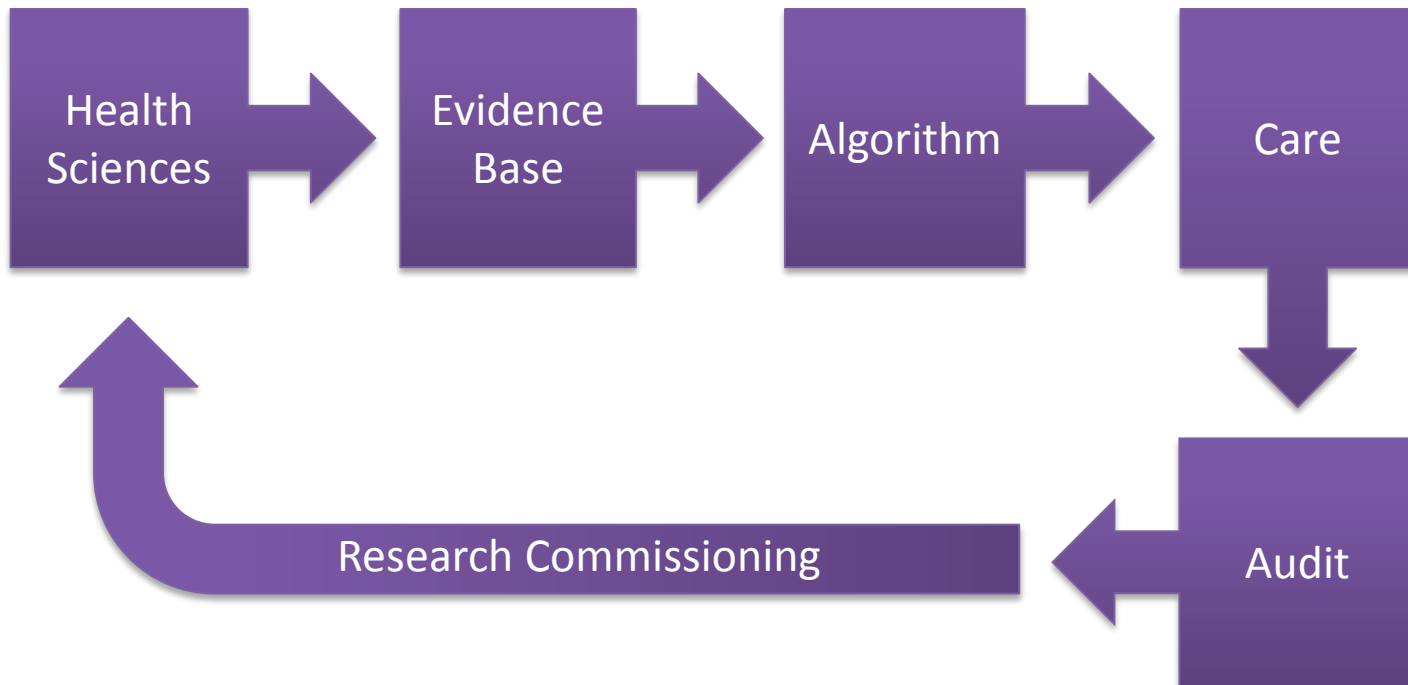 Health
Sciences
Evidence
Base
Algorithm
Care
Research Commissioning
Audit